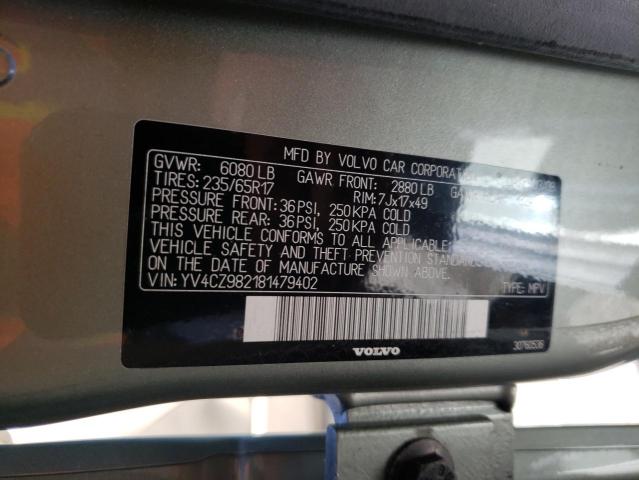 MFD BY VOLVO CAR CORPORAT
GVWR: 6080 LB GAWR FRONT: 2880 LB
TIRES: 235/65R17 RIM: 7Jx17x49
PRESSURE FRONT: 36 PSI, 250 KPA COLD
PRESSURE REAR: 36 PSI, 250 KPA COLD
THIS VEHICLE CONFORMS TO ALL APPLICABLE
VEHICLE SAFETY AND THEFT PREVENTION STANDARDS
ON THE DATE OF MANUFACTURE SHOWN ABOVE.
VIN: YV4CZ982181479402 TYPE: MPV
VOLVO 30760536